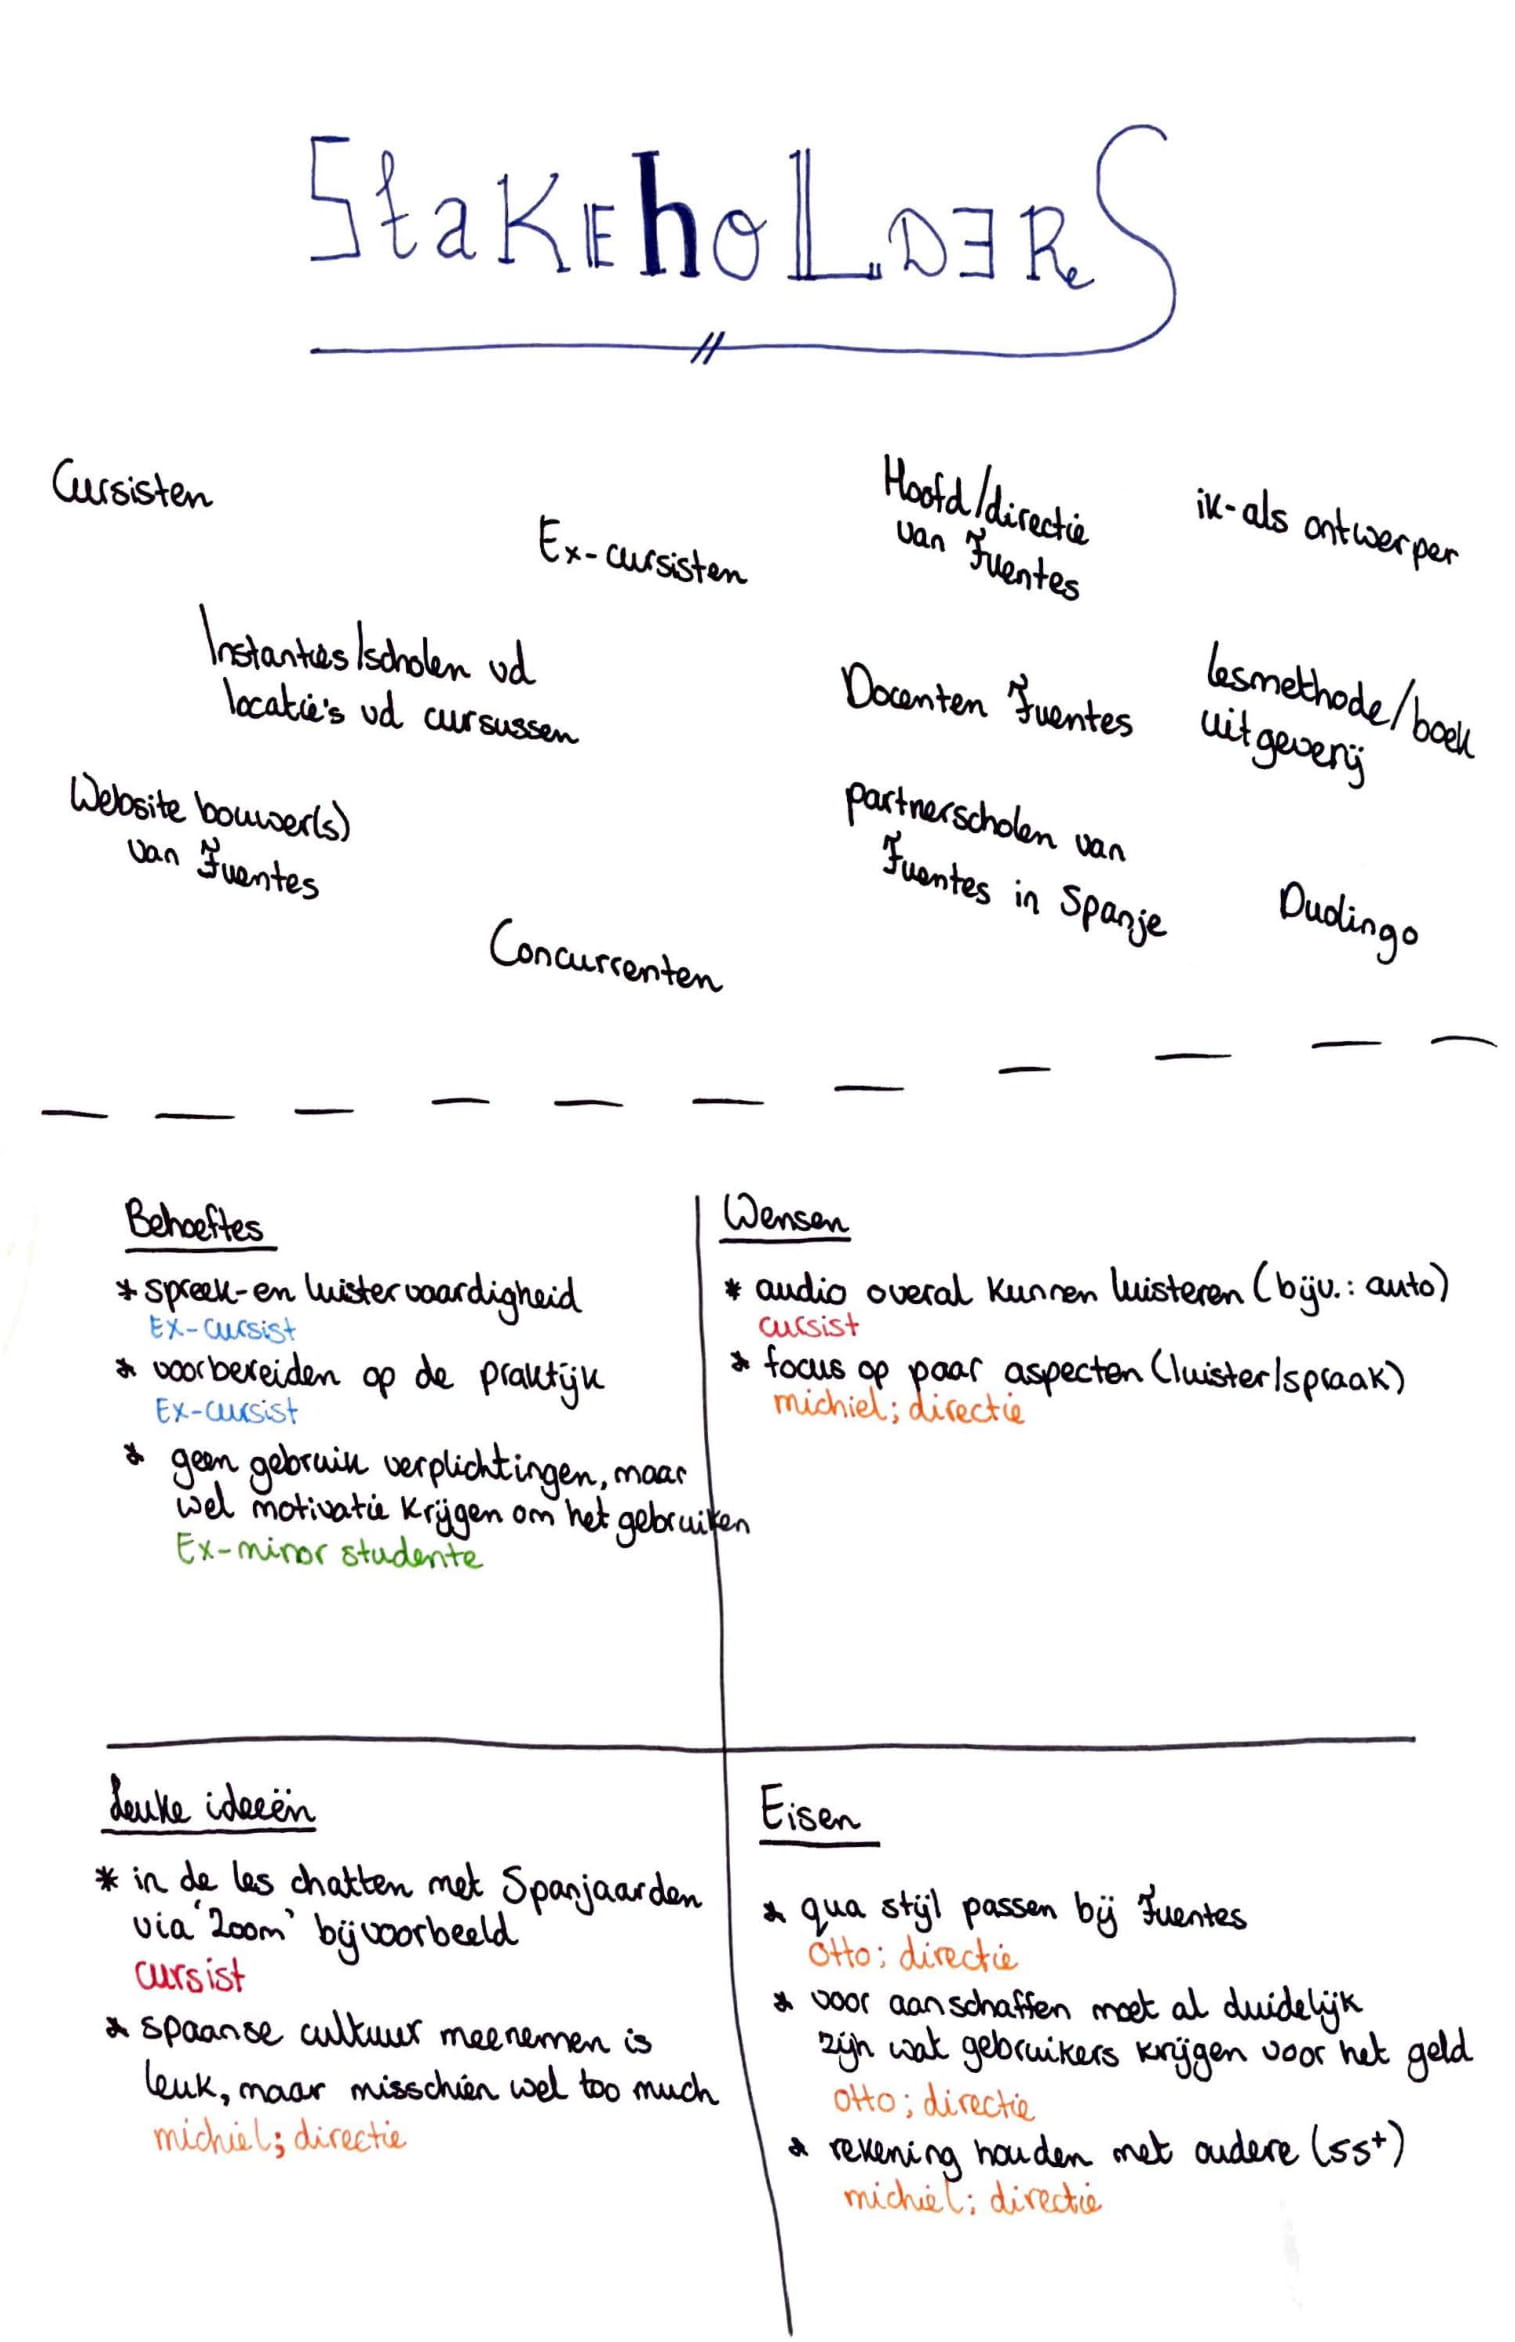 StakEhoLDERS
Cursisten
Ex-cursisten
Hoofd/directie
van Fuentes
ik-als ontwerper
Instanties/scholen vd
locatie's vd cursussen
Docenten Fuentes
lesmethode/boek
uitgeverij
Website bouwer(s)
van Fuentes
partnerscholen van
Fuentes in Spanje
Duolingo
Concurrenten
Behoeftes
* spreek-en luistervaardigheid
Ex-cursist
* voorbereiden op de praktijk
Ex-cursist
* geen gebruik verplichtingen, maar
wel motivatie krijgen om het gebruiken
Ex-minor studente
Wensen
* audio overal kunnen luisteren (bijv.: auto)
cursist
* focus op paar aspecten (luister/spraak)
michiel; directie
Leuke ideeën
* in de les chatten met Spanjaarden
via 'Zoom' bijvoorbeeld
cursist
* spaanse cultuur meenemen is
leuk, maar misschien wel too much
michiel; directie
Eisen
* qua stijl passen bij Fuentes
Otto; directie
* voor aanschaffen moet al duidelijk
zijn wat gebruikers krijgen voor het geld
Otto; directie
* rekening houden met oudere (55+)
michiel; directie